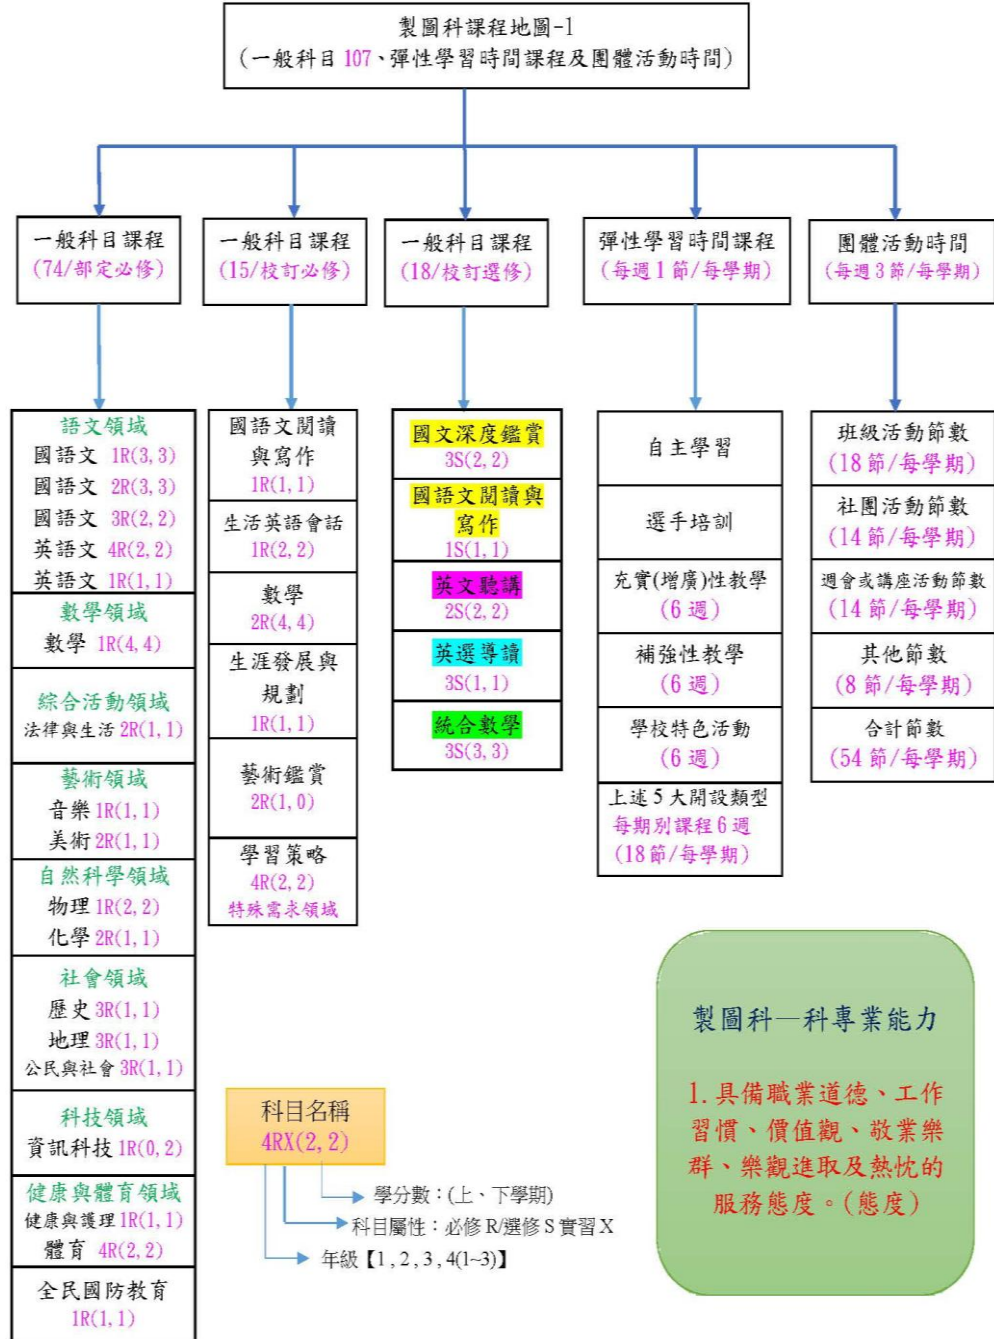 製圖科課程地圖-1
(一般科目 107、彈性學習時間課程及團體活動時間)
一般科目課程
(74/部定必修)
一般科目課程
(15/校訂必修)
一般科目課程
(18/校訂選修)
彈性學習時間課程
(每週 1 節/每學期)
團體活動時間
(每週 3 節/每學期)
語文領域
國語文 1R(3,3)
國語文 2R(3,3)
國語文 3R(2,2)
英語文 4R(2,2)
英語文 1R(1,1)
數學領域
數學 1R(4,4)
綜合活動領域
法律與生活 2R(1,1)
藝術領域
音樂 1R(1,1)
美術 2R(1,1)
自然科學領域
物理 1R(2,2)
化學 2R(1,1)
社會領域
歷史 3R(1,1)
地理 3R(1,1)
公民與社會 3R(1,1)
科技領域
資訊科技 1R(0,2)
健康與體育領域
健康與護理 1R(1,1)
體育 4R(2,2)
全民國防教育
1R(1,1)
國語文閱讀
與寫作
1R(1,1)
生活英語會話
1R(2,2)
數學
2R(4,4)
生涯發展與
規劃
1R(1,1)
藝術鑑賞
2R(1,0)
學習策略
4R(2,2)
特殊需求領域
國文深度鑑賞
3S(2,2)
國語文閱讀與
寫作
1S(1,1)
英文聽講
2S(2,2)
英選導讀
3S(1,1)
統合數學
3S(3,3)
自主學習
選手培訓
充實(增廣)性教學
(6 週)
補強性教學
(6 週)
學校特色活動
(6 週)
上述 5 大開設類型
每期別課程 6 週
(18 節/每學期)
班級活動節數
(18 節/每學期)
社團活動節數
(14 節/每學期)
週會或講座活動節數
(14 節/每學期)
其他節數
(8 節/每學期)
合計節數
(54 節/每學期)
科目名稱
4RX(2,2)
學分數：(上、下學期)
科目屬性：必修 R/選修 S 實習 X
年級【1 , 2 , 3 , 4(1~3)】
製圖科—科專業能力
1. 具備職業道德、工作
習慣、價值觀、敬業樂
群、樂觀進取及熱忱的
服務態度。(態度)